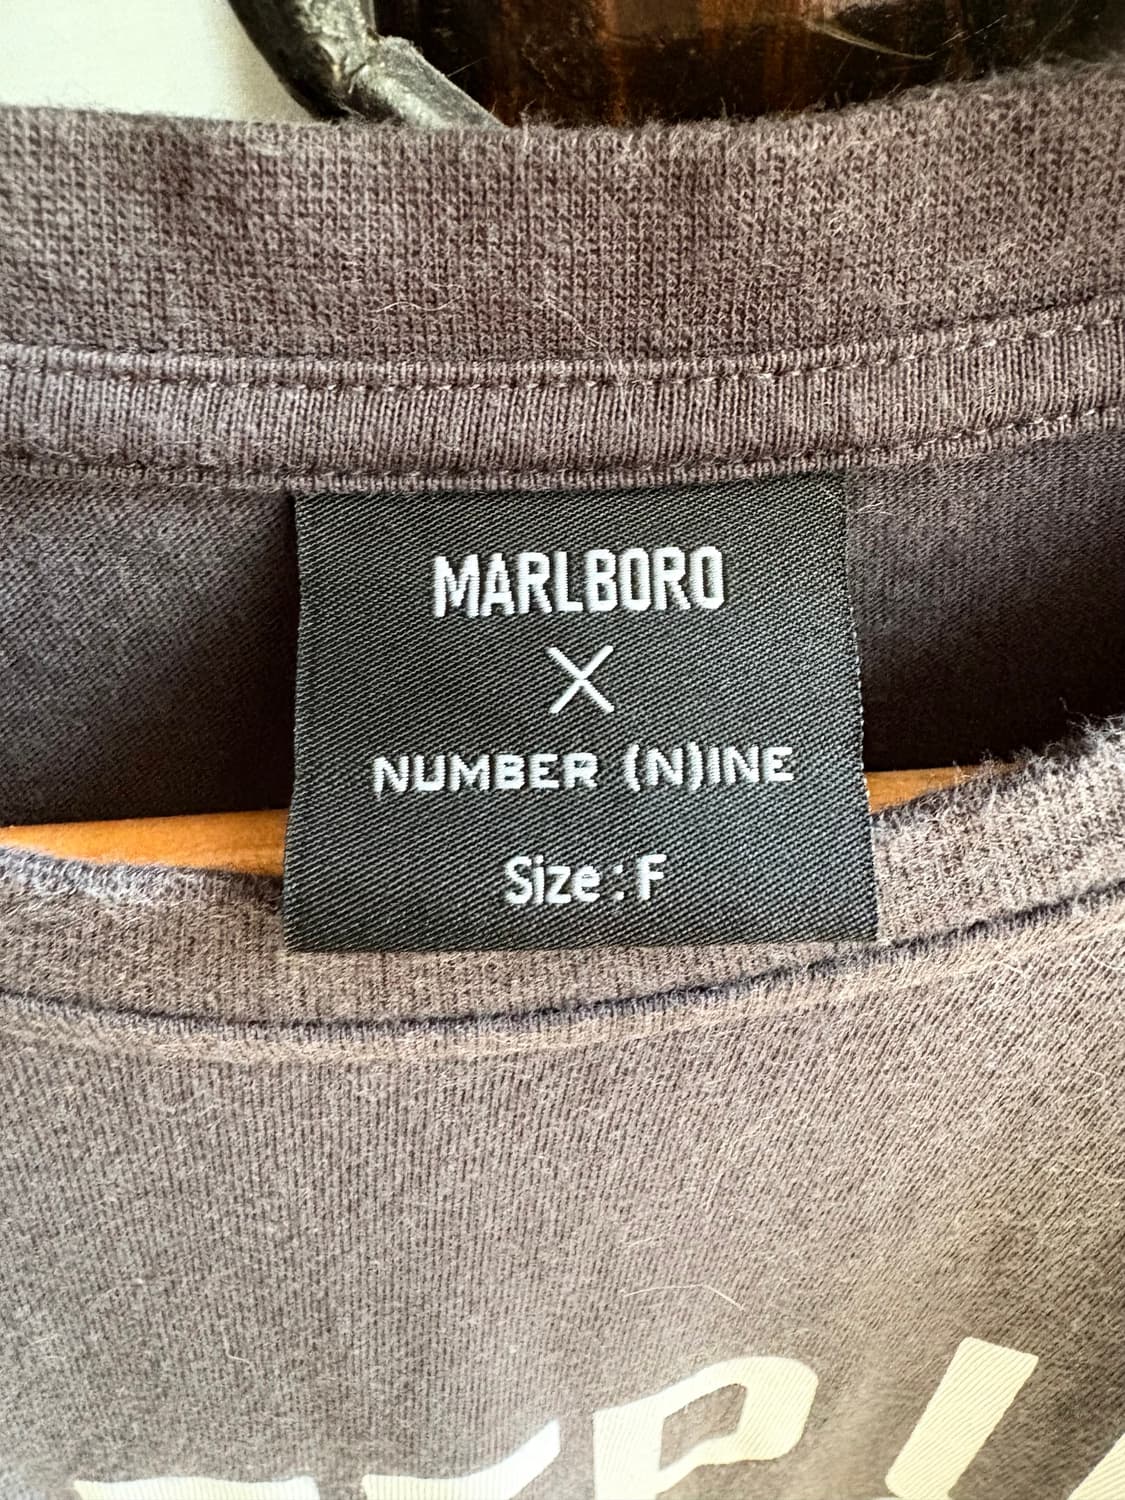 MARLBORO
X
NUMBER (N)INE
Size: F